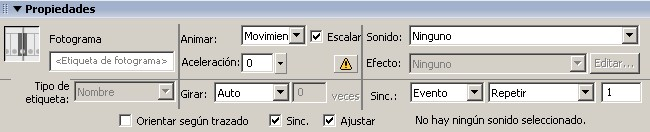 Propiedades
Fotograma Animar: Movimien Escalar Sonido: Ninguno
<Etiqueta de fotograma> Aceleración: 0 Efecto: Ninguno Editar...
Tipo de etiqueta: Nombre Girar: Auto 0 veces Sinc.: Evento Repetir 1
Orientar según trazado Sinc. Ajustar No hay ningún sonido seleccionado.